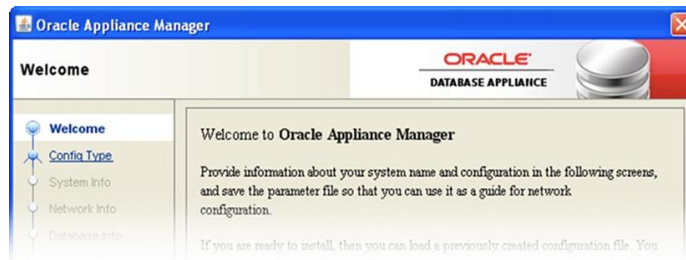 Oracle Appliance Manager
Welcome
ORACLE
DATABASE APPLIANCE
Welcome
Config Type
System Info
Network Info
Database Info
Welcome to Oracle Appliance Manager
Provide information about your system name and configuration in the following screens,
and save the parameter file so that you can use it as a guide for network
configuration.
If you are ready to install, then you can load a previously created configuration file. You